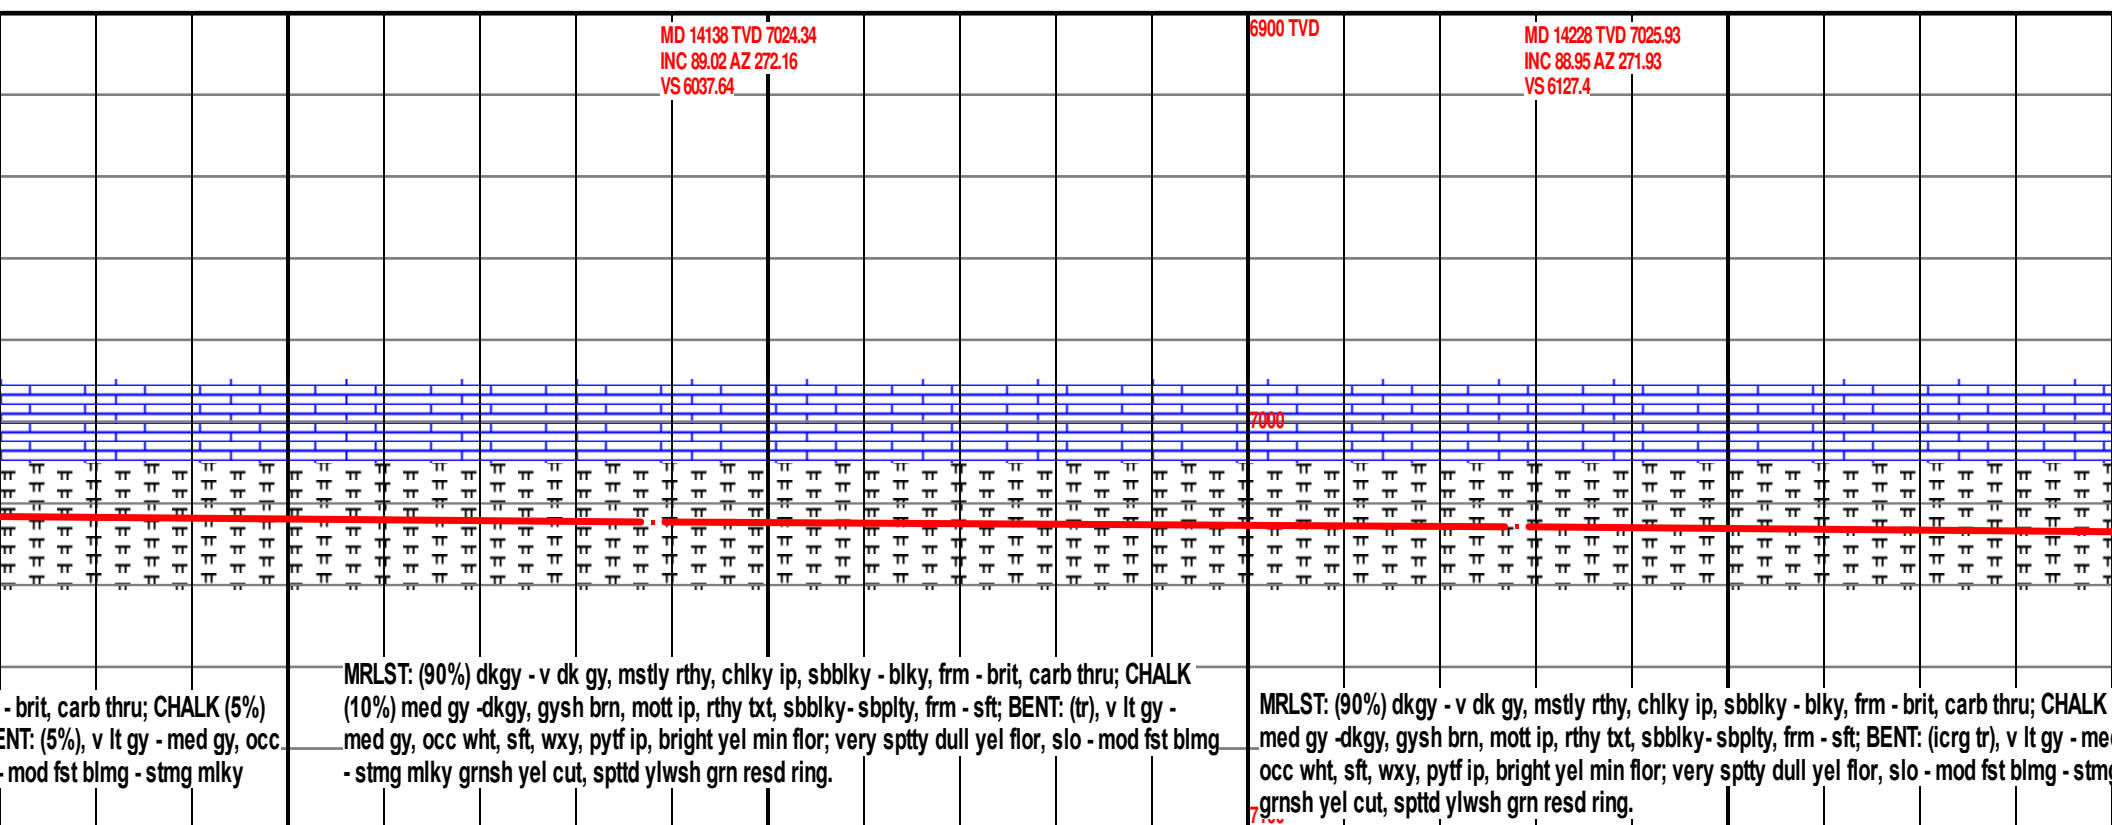 MD 14138 TVD 7024.34
INC 89.02 AZ 272.16
VS 6037.64
6900 TVD
MD 14228 TVD 7025.93
INC 88.95 AZ 271.93
VS 6127.4
7000
- brit, carb thru; CHALK (5%)
ENT: (5%), v lt gy - med gy, occ
- mod fst blmg - stmg mlky
MRLST: (90%) dkgy - v dk gy, mstly rthy, chlky ip, sbblky - blky, frm - brit, carb thru; CHALK
(10%) med gy -dkgy, gysh brn, mott ip, rthy txt, sbblky- sbplty, frm - sft; BENT: (tr), v lt gy -
med gy, occ wht, sft, wxy, pytf ip, bright yel min flor; very sptty dull yel flor, slo - mod fst blmg
- stmg mlky grnsh yel cut, spttd ylwsh grn resd ring.
MRLST: (90%) dkgy - v dk gy, mstly rthy, chlky ip, sbblky - blky, frm - brit, carb thru; CHALK
med gy -dkgy, gysh brn, mott ip, rthy txt, sbblky- sbplty, frm - sft; BENT: (icrg tr), v lt gy - med
occ wht, sft, wxy, pytf ip, bright yel min flor; very sptty dull yel flor, slo - mod fst blmg - stmg
grnsh yel cut, spttd ylwsh grn resd ring.